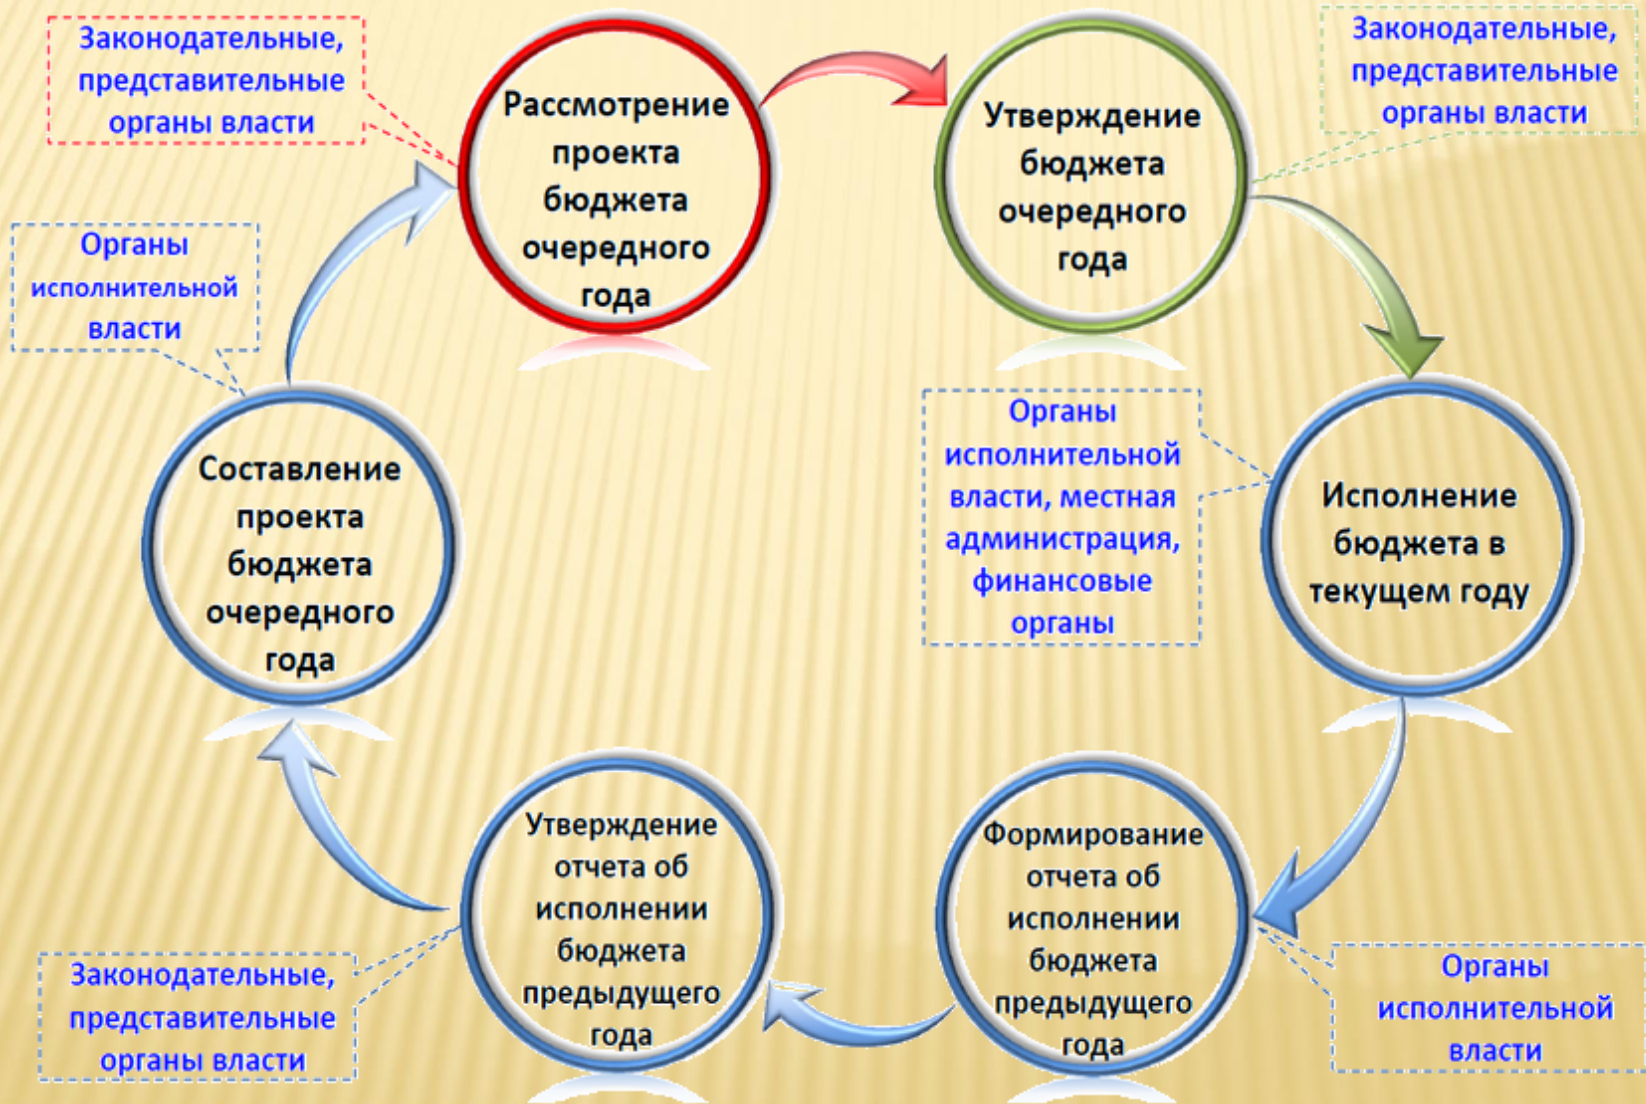 Законодательные,
представительные
органы власти
Рассмотрение
проекта
бюджета
очередного
года
Утверждение
бюджета
очередного
года
Законодательные,
представительные
органы власти
Органы
исполнительной
власти
Составление
проекта
бюджета
очередного
года
Органы
исполнительной
власти, местная
администрация,
финансовые
органы
Исполнение
бюджета в
текущем году
Утверждение
отчета об
исполнении
бюджета
предыдущего
года
Формирование
отчета об
исполнении
бюджета
предыдущего
года
Законодательные,
представительные
органы власти
Органы
исполнительной
власти